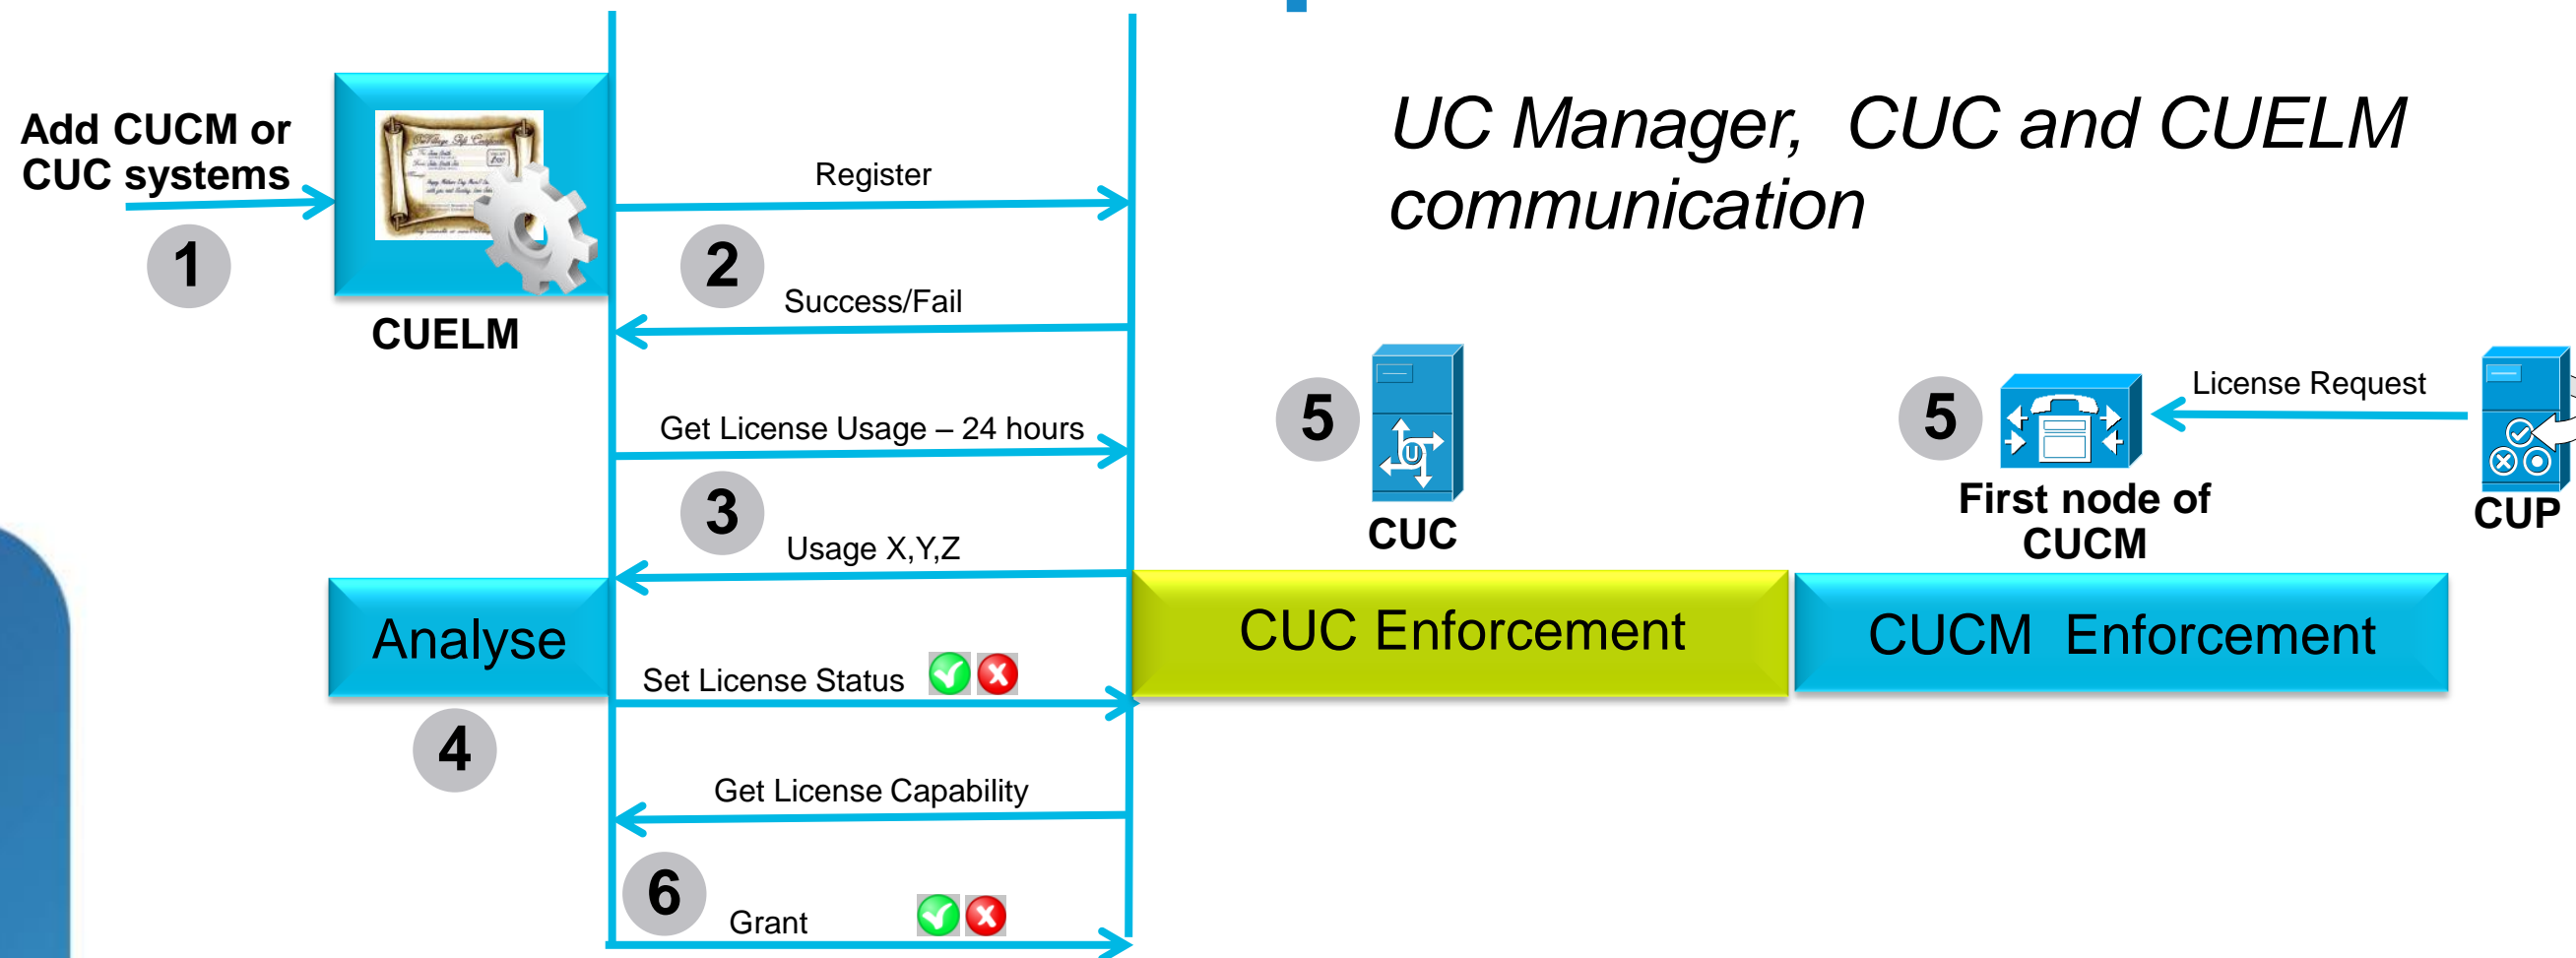 UC Manager, CUC and CUELM
communication
Add CUCM or
CUC systems
1
CUELM
Register
2
Success/Fail
Get License Usage – 24 hours
3
Usage X,Y,Z
5
CUC
5
License Request
First node of
CUCM
CUP
Analyse
CUC Enforcement
CUCM Enforcement
Set License Status
4
Get License Capability
6
Grant